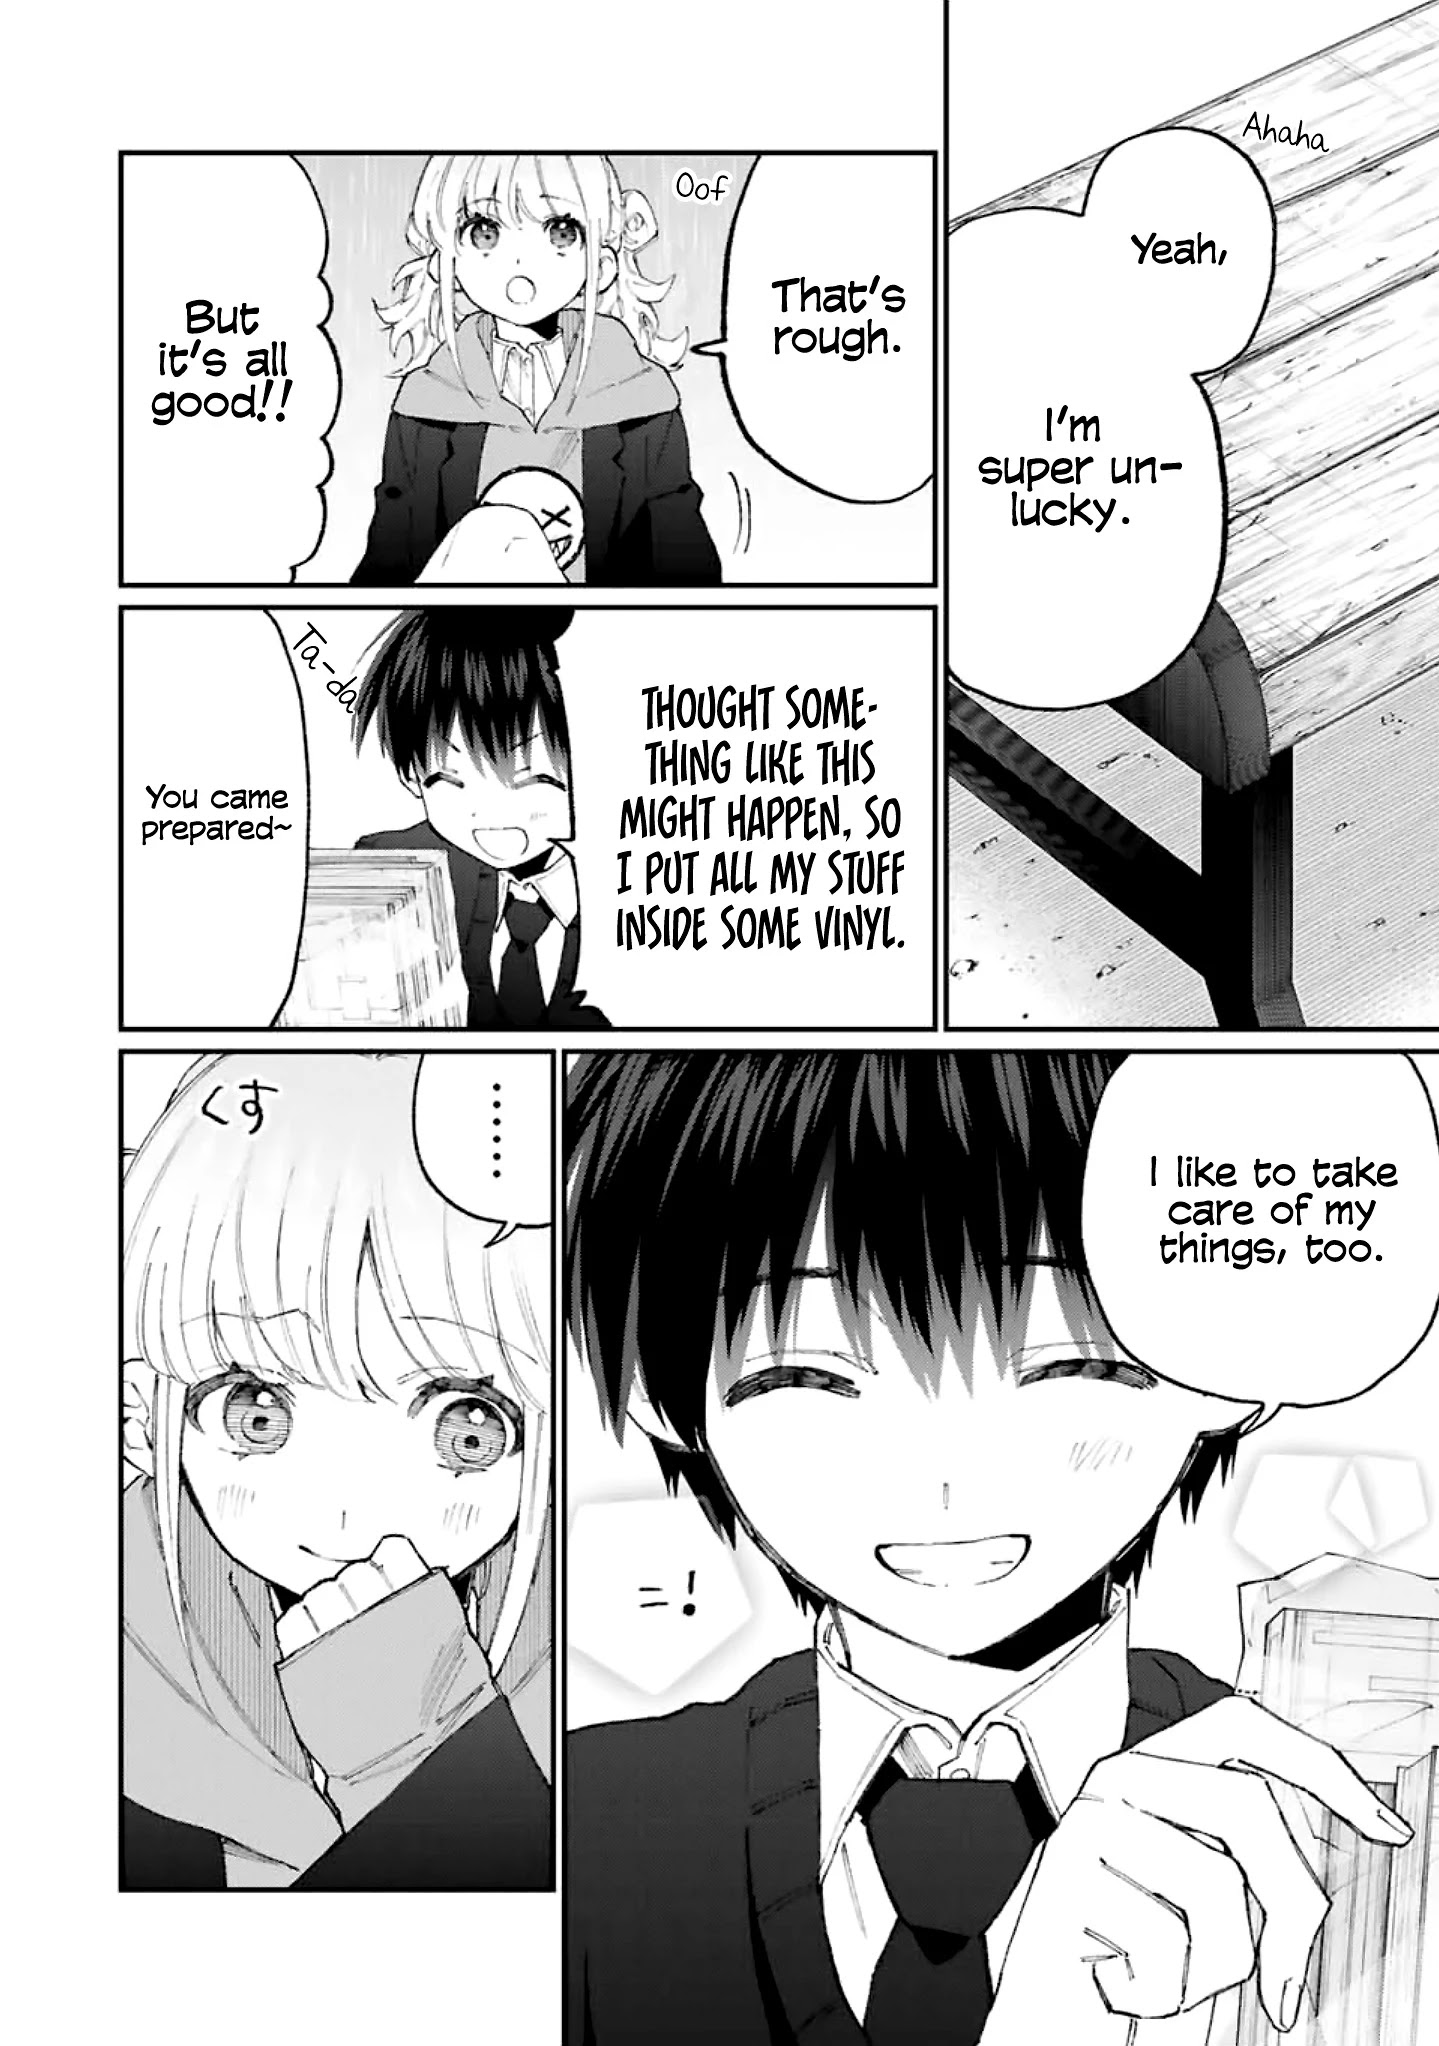 Ahaha
Yeah,
I'm
super un-
lucky.
Oof
That's
rough.
But
it's all
good!!
THOUGHT SOME-
THING LIKE THIS
MIGHT HAPPEN, SO
I PUT ALL MY STUFF
INSIDE SOME VINYL.
Ta-da
You came
prepared~
I like to take
care of my
things, too.
=!
......
くす